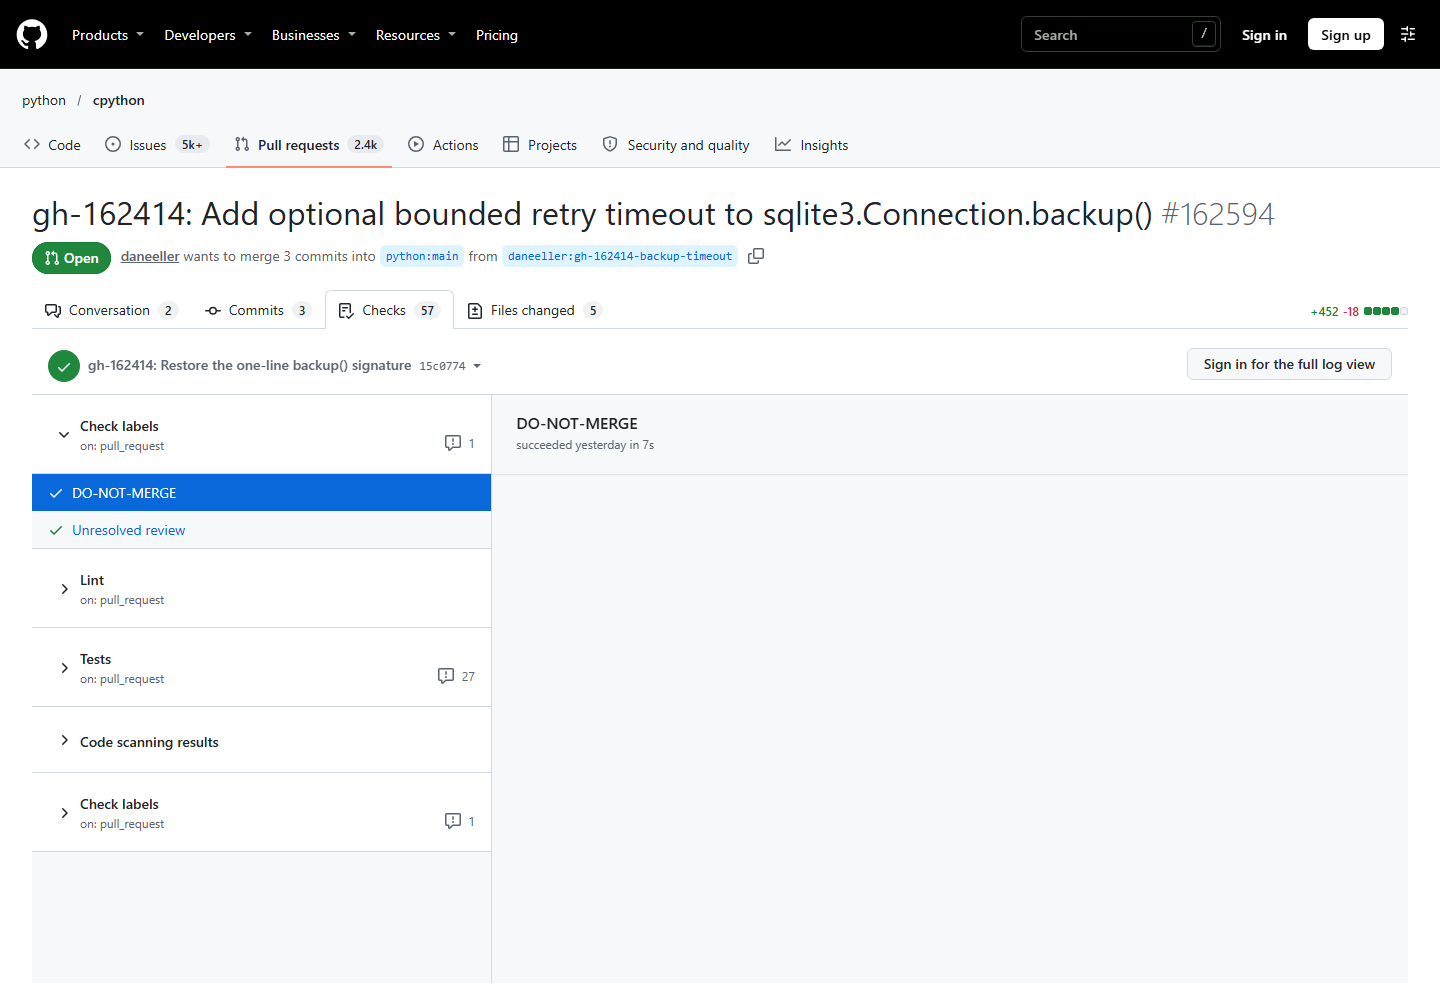 Products Developers Businesses Resources Pricing Search / Sign in Sign up
python / cpython
Code Issues 5k+ Pull requests 2.4k Actions Projects Security and quality Insights
gh-162414: Add optional bounded retry timeout to sqlite3.Connection.backup() #162594
Open daneeller wants to merge 3 commits into python:main from daneeller:gh-162414-backup-timeout
Conversation 2 Commits 3 Checks 57 Files changed 5 +452 -18
gh-162414: Restore the one-line backup() signature 15c0774 Sign in for the full log view
Check labels
on: pull_request 1
DO-NOT-MERGE
Unresolved review
Lint
on: pull_request
Tests
on: pull_request 27
Code scanning results
Check labels
on: pull_request 1
DO-NOT-MERGE
succeeded yesterday in 7s